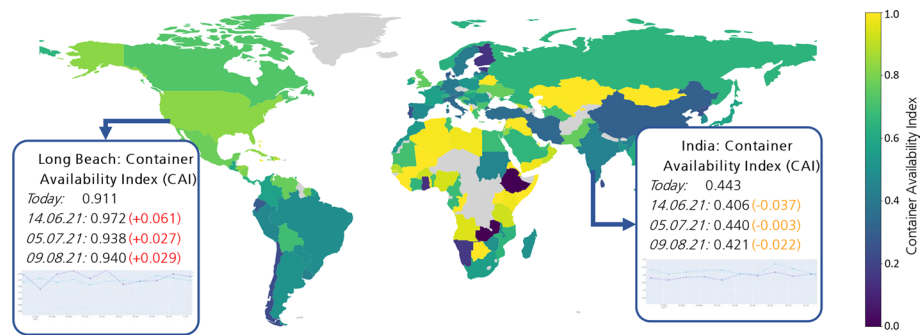 Long Beach: Container
Availability Index (CAI)
Today: 0.911
14.06.21: 0.972 (+0.061)
05.07.21: 0.938 (+0.027)
09.08.21: 0.940 (+0.029)
India: Container
Availability Index (CAI)
Today: 0.443
14.06.21: 0.406 (-0.037)
05.07.21: 0.440 (-0.003)
09.08.21: 0.421 (-0.022)
1.0
0.8
0.6
0.4
0.2
0.0
Container Availability Index